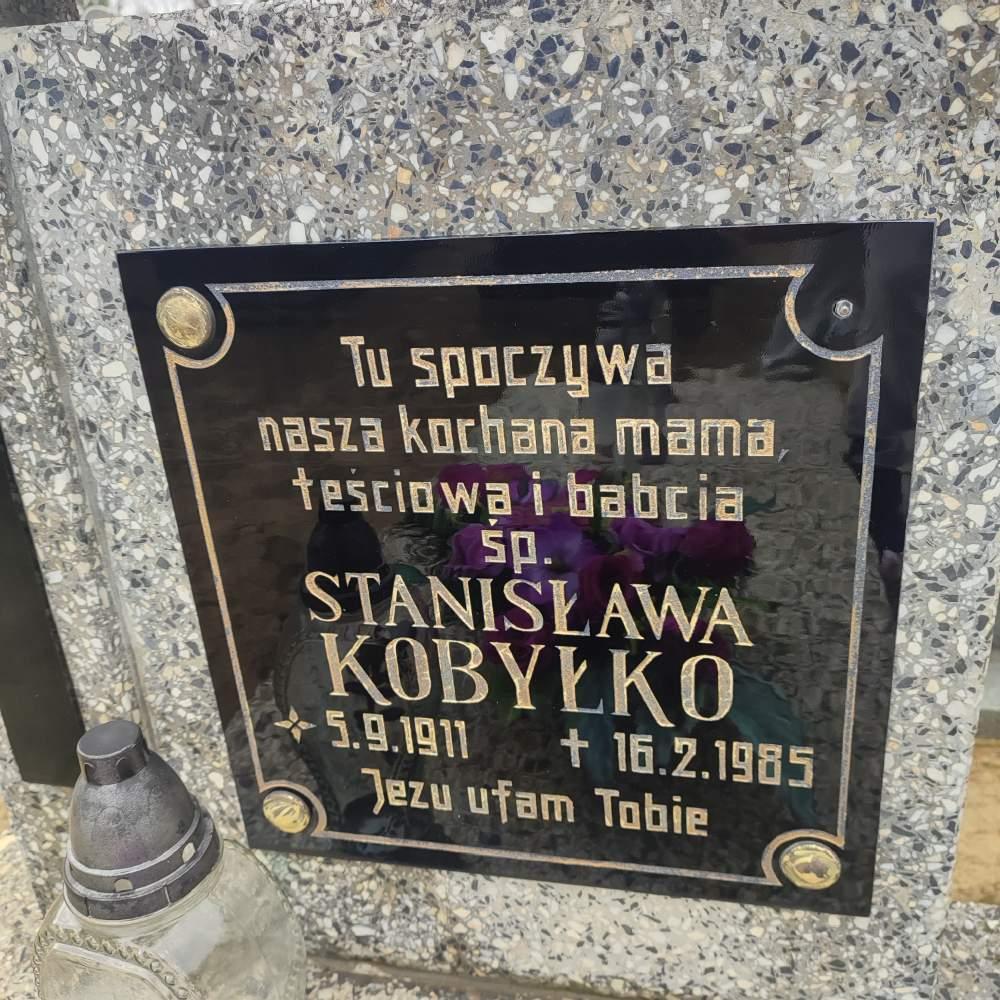 Tu spoczywa
nasza kochana mama,
teściowa i babcia
śp.
STANISŁAWA
KOBYŁKO
5.9.1911 † 16.2.1985
Jezu ufam Tobie